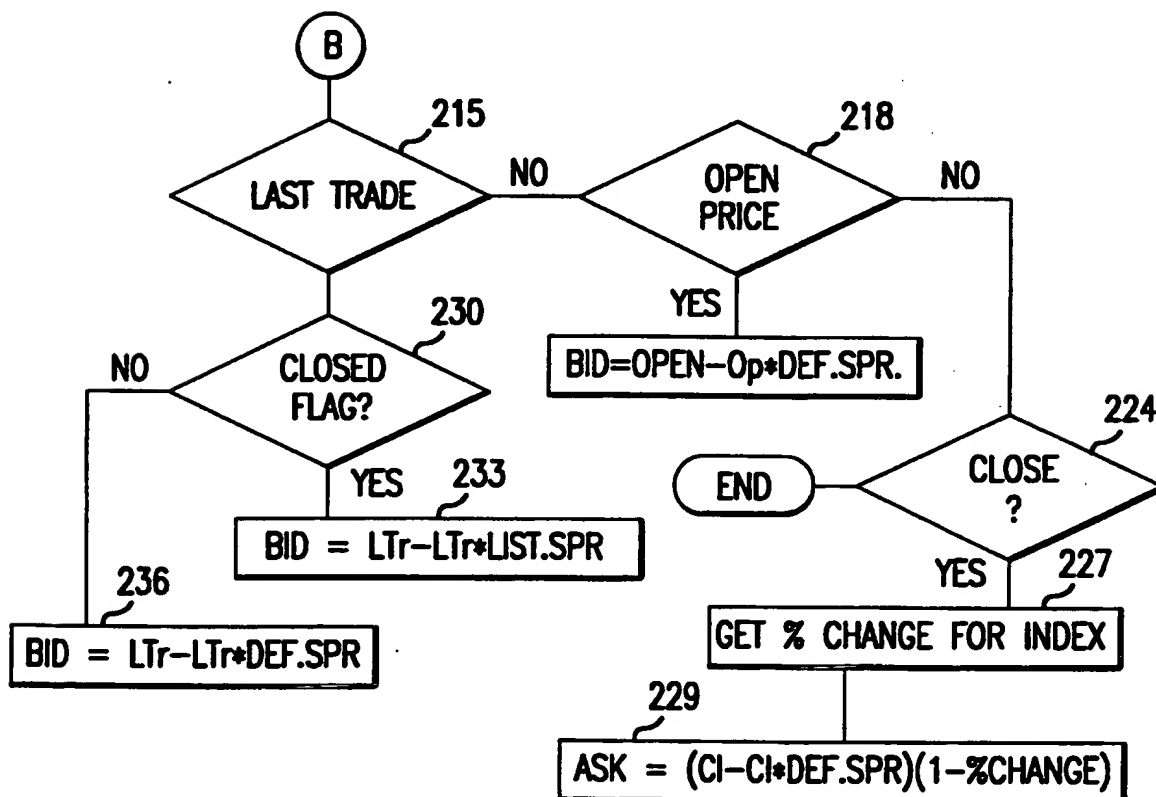 B
215
LAST TRADE
NO
218
OPEN
PRICE
NO
YES
BID=OPEN-Op*DEF.SPR.
230
CLOSED
FLAG?
NO
YES
233
BID = LTr-LTr*LIST.SPR
236
BID = LTr-LTr*DEF.SPR
224
CLOSE
?
END
YES
227
GET % CHANGE FOR INDEX
229
ASK = (Cl-Cl*DEF.SPR)(1-%CHANGE)